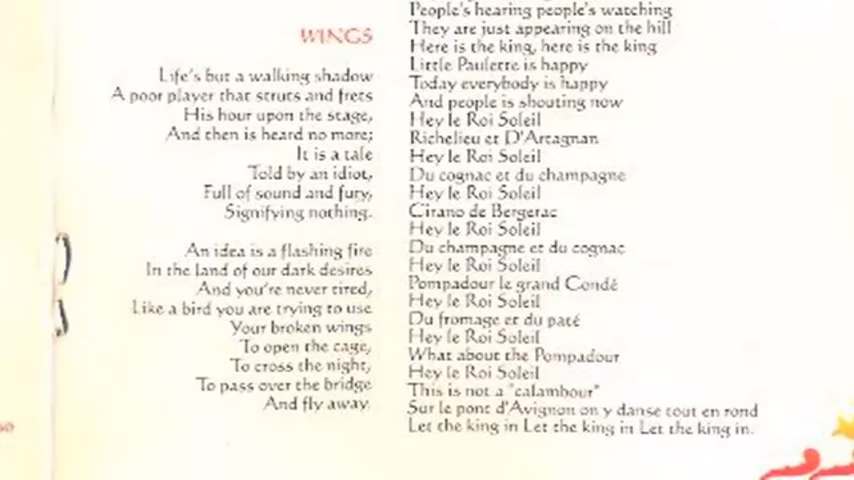 WINGS
Life's but a walking shadow
A poor player that struts and frets
His hour upon the stage,
And then is heard no more;
It is a tale
Told by an idiot,
Full of sound and fury,
Signifying nothing.
An idea is a flashing fire
In the land of our dark desires
And you're never tired,
Like a bird you are trying to use
Your broken wings
To open the cage,
To cross the night,
To pass over the bridge
And fly away.
People's hearing people's watching
They are just appearing on the hill
Here is the king, here is the king
Little Paulette is happy
Today everybody is happy
And people is shouting now
Hey le Roi Soleil
Richelieu et D'Artagnan
Hey le Roi Soleil
Du cognac et du champagne
Hey le Roi Soleil
Cirano de Bergerac
Hey le Roi Soleil
Du champagne et du cognac
Hey le Roi Soleil
Pompadour le grand Condé
Hey le Roi Soleil
Du fromage et du paté
Hey le Roi Soleil
What about the Pompadour
Hey le Roi Soleil
This is not a "calambour"
Sur le pont d'Avignon on y danse tout en rond
Let the king in Let the king in Let the king in.